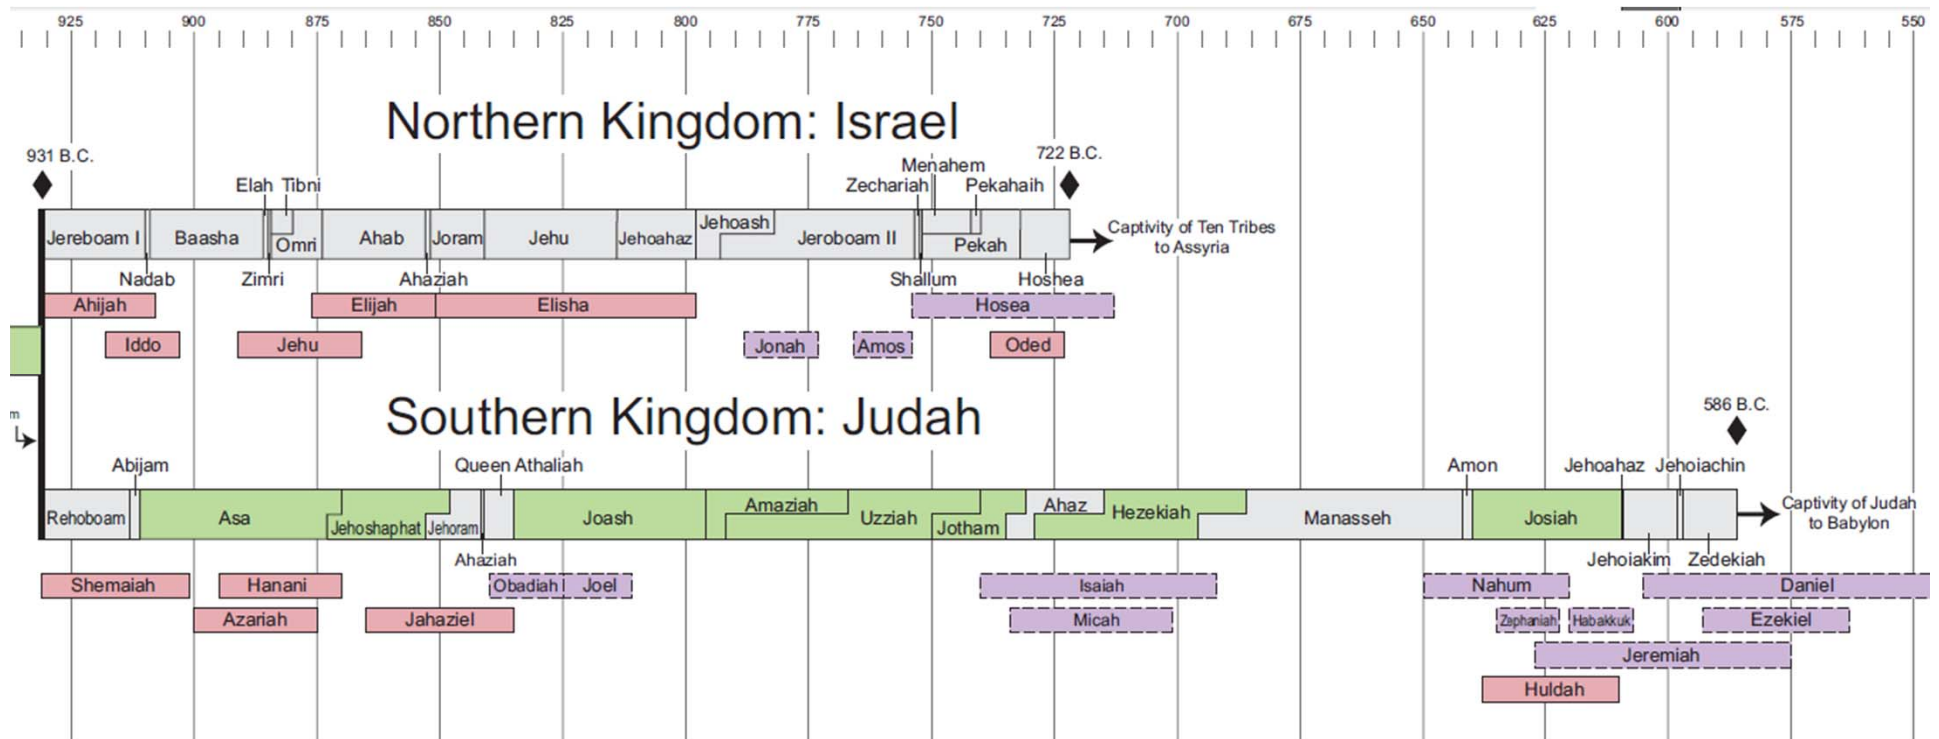 925 900 875 850 825 800 775 750 725 700 675 650 625 600 575 550
Northern Kingdom: Israel
931 B.C.
722 B.C.
Menahem
Elah Tibni
Zechariah
Pekahaih
Jereboam I
Baasha
Omri
Ahab
Joram
Jehu
Jehoahaz
Jehoash
Jeroboam II
Pekah
Captivity of Ten Tribes
to Assyria
Nadab
Zimri
Ahaziah
Shallum
Hoshea
Ahijah
Elijah
Elisha
Hosea
Iddo
Jehu
Jonah
Amos
Oded
m
Southern Kingdom: Judah
586 B.C.
Abijam
Queen Athaliah
Amon
Jehoahaz
Jehoiachin
Rehoboam
Asa
Jehoshaphat
Jehoram
Joash
Amaziah
Uzziah
Jotham
Ahaz
Hezekiah
Manasseh
Josiah
Captivity of Judah
to Babylon
Ahaziah
Jehoiakim
Zedekiah
Shemaiah
Hanani
Obadiah
Joel
Isaiah
Nahum
Daniel
Azariah
Jahaziel
Micah
Zephaniah
Habakkuk
Ezekiel
Jeremiah
Huldah